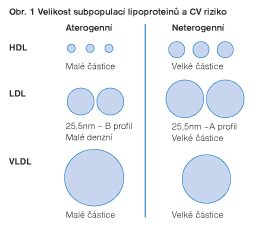 Obr. 1 Velikost subpopulací lipoproteinů a CV riziko
Aterogenní
Neterogenní
HDL
Malé částice
Velké částice
LDL
25,5nm – B profil
Malé denzní
25,5nm –A profil
Velké částice
VLDL
Malé částice
Velké částice